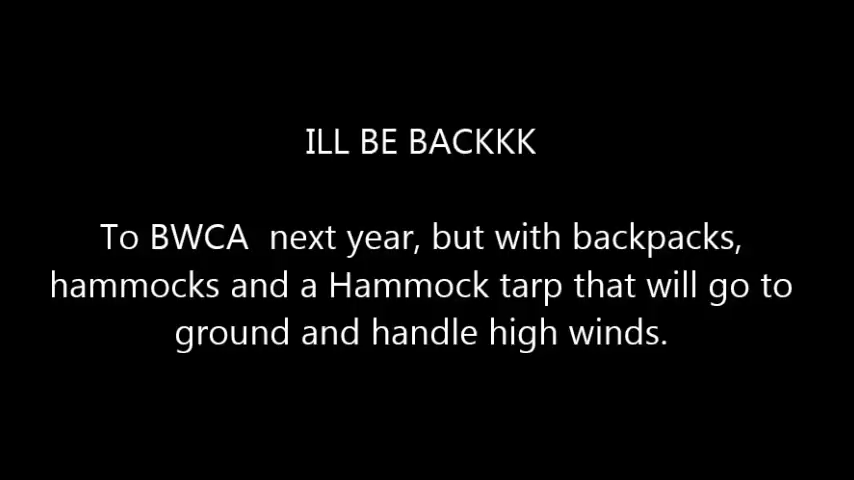 ILL BE BACKKK
To BWCA  next year, but with backpacks,
hammocks and a Hammock tarp that will go to
ground and handle high winds.